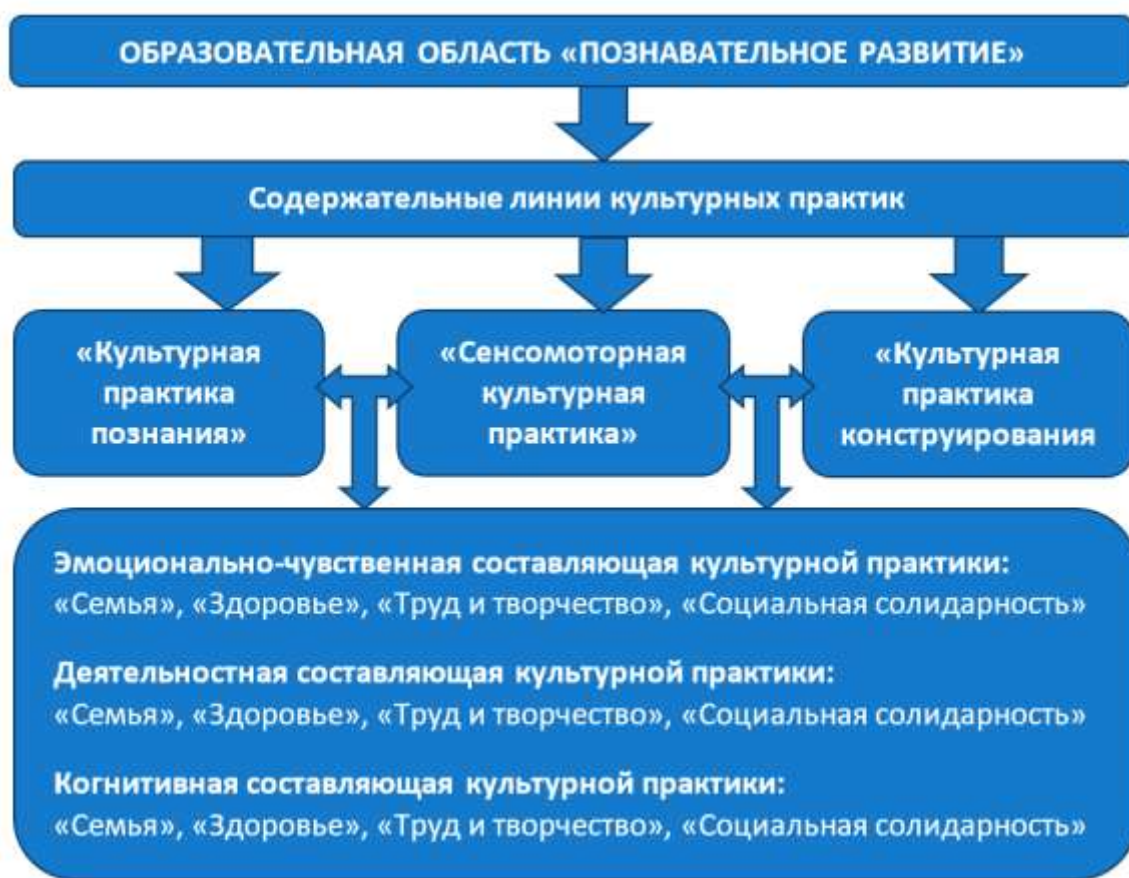 ОБРАЗОВАТЕЛЬНАЯ ОБЛАСТЬ «ПОЗНАВАТЕЛЬНОЕ РАЗВИТИЕ»
Содержательные линии культурных практик
«Культурная
практика
познания»
«Сенсомоторная
культурная
практика»
«Культурная
практика
конструирования
Эмоционально-чувственная составляющая культурной практики:
«Семья», «Здоровье», «Труд и творчество», «Социальная солидарность»
Деятельностная составляющая культурной практики:
«Семья», «Здоровье», «Труд и творчество», «Социальная солидарность»
Когнитивная составляющая культурной практики:
«Семья», «Здоровье», «Труд и творчество», «Социальная солидарность»